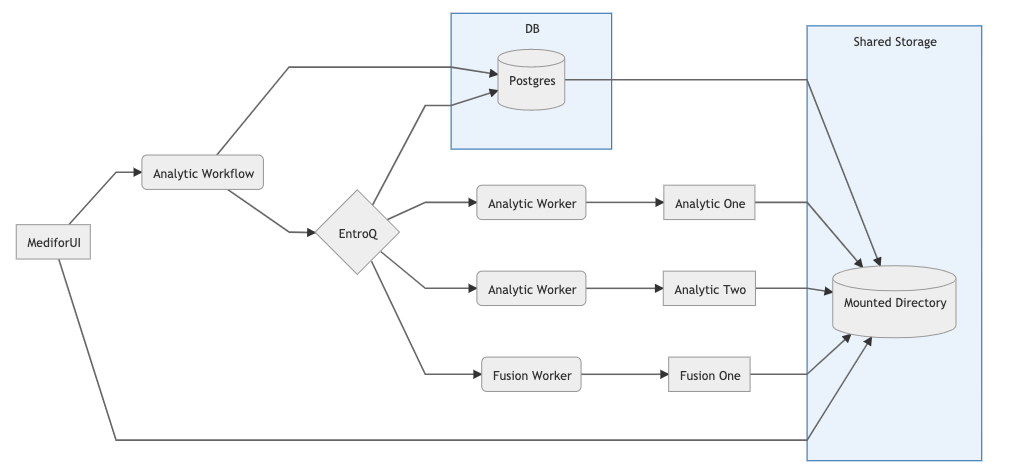 DB
Shared Storage
Postgres
Analytic Workflow
Analytic Worker
Analytic One
MediforUI
EntroQ
Analytic Worker
Analytic Two
Mounted Directory
Fusion Worker
Fusion One